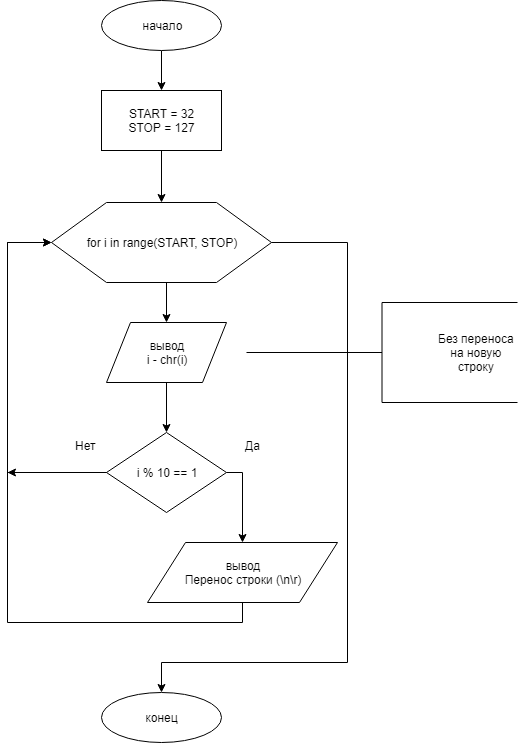 начало
START = 32
STOP = 127
for i in range(START, STOP)
вывод
i - chr(i)
Без переноса
на новую
строку
Нет
Да
i % 10 == 1
вывод
Перенос строки (\n\r)
конец